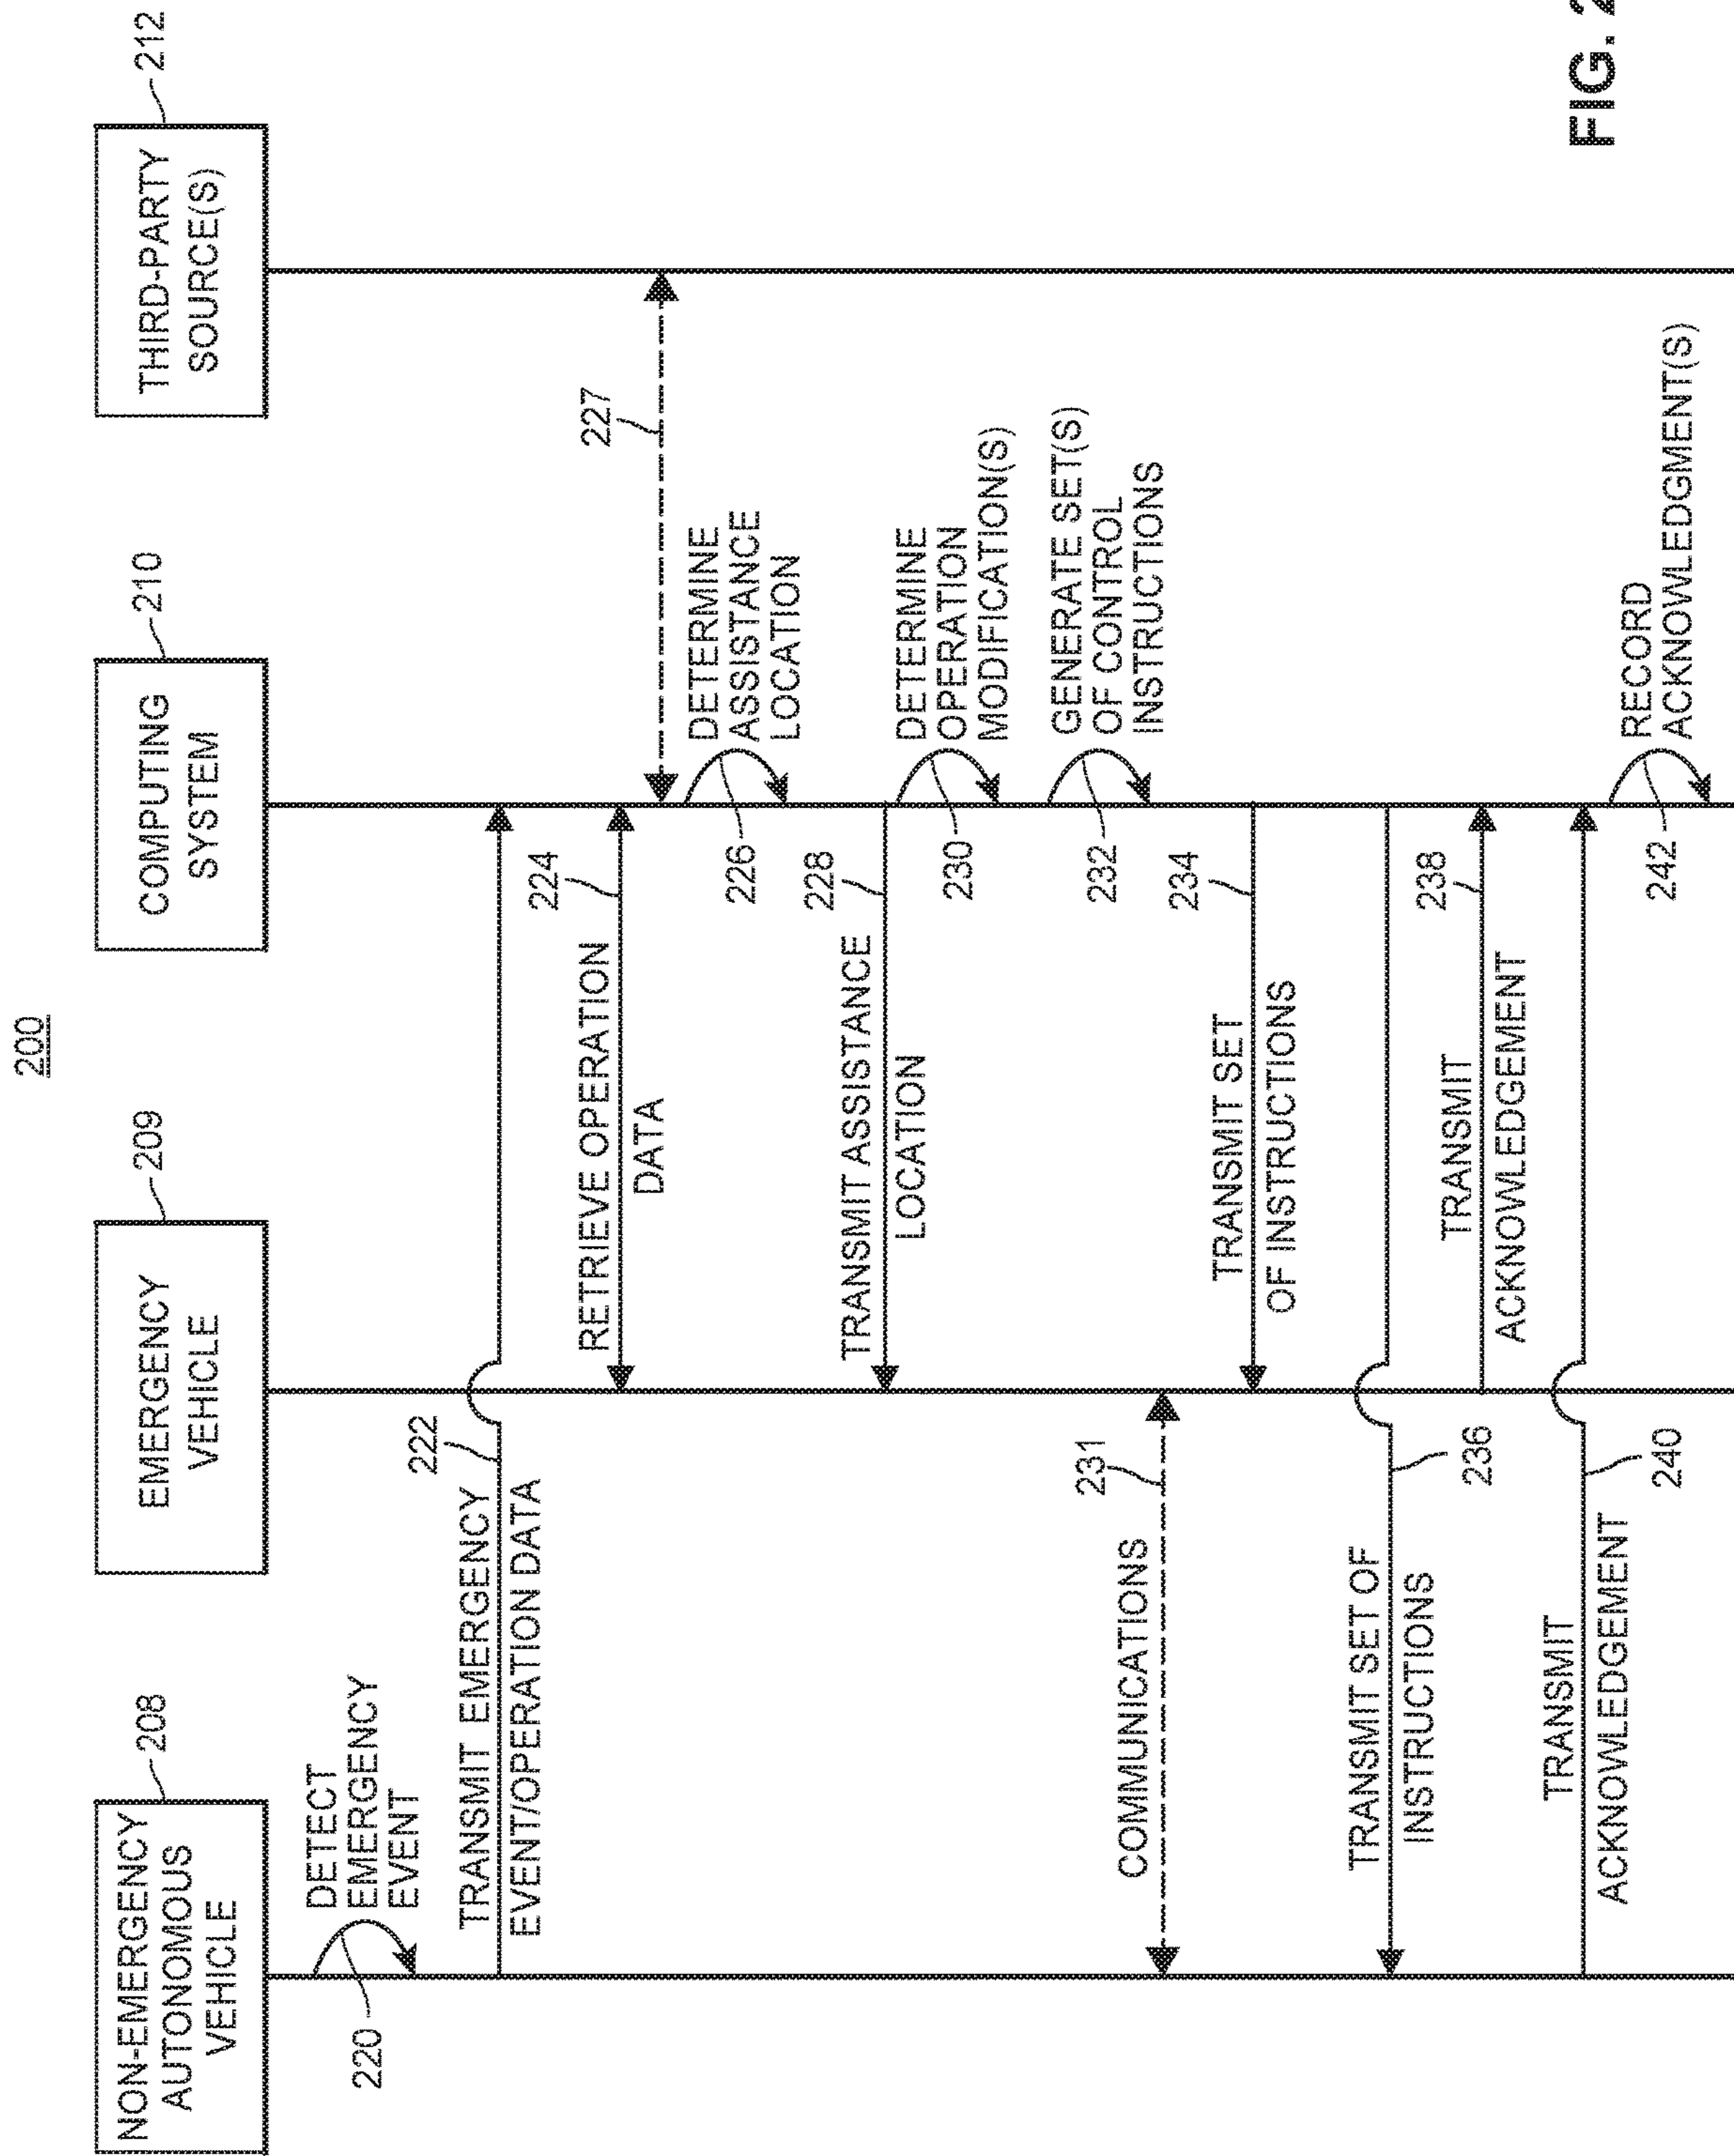 200
NON-EMERGENCY
AUTONOMOUS
VEHICLE
208
EMERGENCY
VEHICLE
209
COMPUTING
SYSTEM
210
THIRD-PARTY
SOURCE(S)
212
DETECT
EMERGENCY
EVENT
220
TRANSMIT EMERGENCY
EVENT/OPERATION DATA
222
RETRIEVE OPERATION
DATA
224
227
DETERMINE
ASSISTANCE
LOCATION
226
TRANSMIT ASSISTANCE
LOCATION
228
DETERMINE
OPERATION
MODIFICATION(S)
230
COMMUNICATIONS
231
GENERATE SET(S)
OF CONTROL
INSTRUCTIONS
232
TRANSMIT SET
OF INSTRUCTIONS
234
TRANSMIT SET OF
INSTRUCTIONS
236
TRANSMIT
ACKNOWLEDGEMENT
238
TRANSMIT
ACKNOWLEDGEMENT
240
RECORD
ACKNOWLEDGMENT(S)
242
FIG. 2